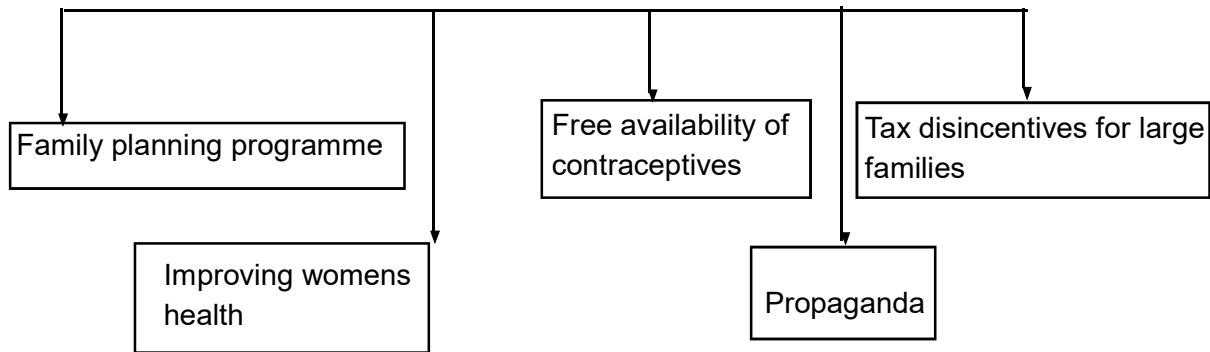 Family planning programme
Improving womens
health
Free availability of
contraceptives
Propaganda
Tax disincentives for large
families